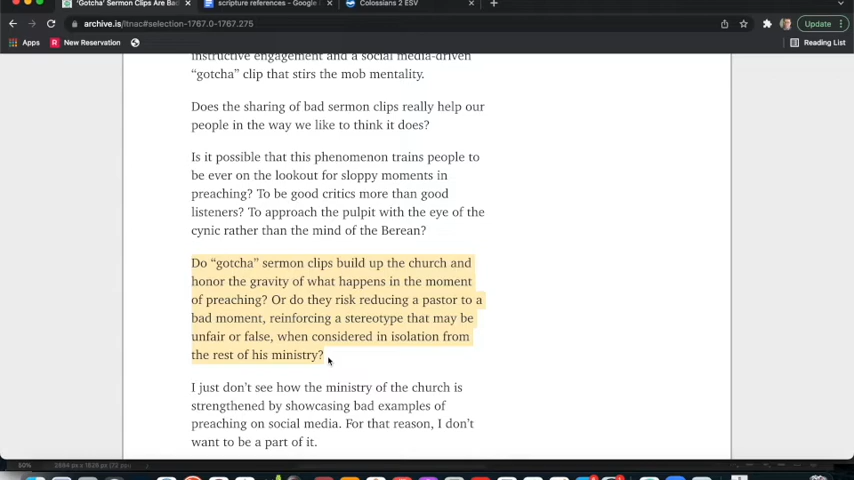 'Gotcha' Sermon Clips Are Bad
scripture references - Google
Colossians 2 ESV
archive.is/ltnac#selection-1767.0-1767.275
Update
Apps
New Reservation
Reading List
instructive engagement and a social media-driven
“gotcha” clip that stirs the mob mentality.
Does the sharing of bad sermon clips really help our
people in the way we like to think it does?
Is it possible that this phenomenon trains people to
be ever on the lookout for sloppy moments in
preaching? To be good critics more than good
listeners? To approach the pulpit with the eye of the
cynic rather than the mind of the Berean?
Do “gotcha” sermon clips build up the church and
honor the gravity of what happens in the moment
of preaching? Or do they risk reducing a pastor to a
bad moment, reinforcing a stereotype that may be
unfair or false, when considered in isolation from
the rest of his ministry?
I just don’t see how the ministry of the church is
strengthened by showcasing bad examples of
preaching on social media. For that reason, I don’t
want to be a part of it.
50%